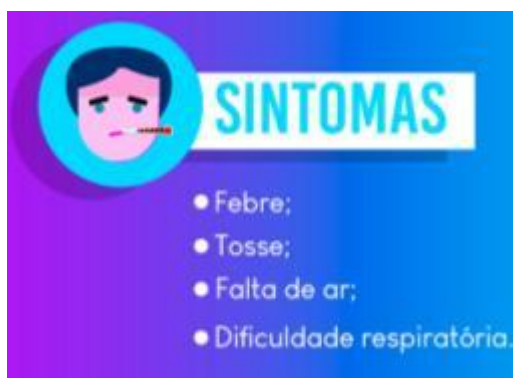 SINTOMAS
• Febre;
• Tosse;
• Falta de ar;
• Dificuldade respiratória.